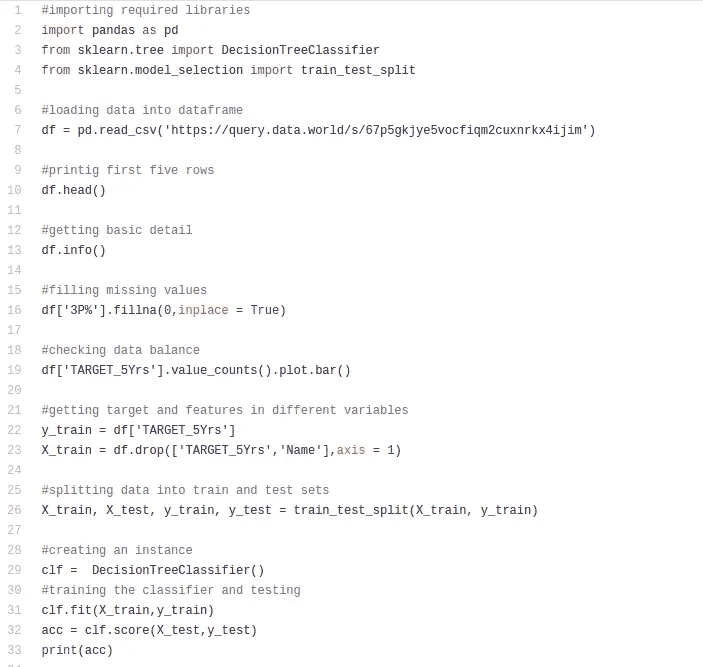 1 #importing required libraries
2 import pandas as pd
3 from sklearn.tree import DecisionTreeClassifier
4 from sklearn.model_selection import train_test_split
5
6 #loading data into dataframe
7 df = pd.read_csv('https://query.data.world/s/67p5gkjye5vocfiqm2cuxnrkx4ijim')
8
9 #printig first five rows
10 df.head()
11
12 #getting basic detail
13 df.info()
14
15 #filling missing values
16 df['3P%'].fillna(0,inplace = True)
17
18 #checking data balance
19 df['TARGET_5Yrs'].value_counts().plot.bar()
20
21 #getting target and features in different variables
22 y_train = df['TARGET_5Yrs']
23 X_train = df.drop(['TARGET_5Yrs','Name'],axis = 1)
24
25 #splitting data into train and test sets
26 X_train, X_test, y_train, y_test = train_test_split(X_train, y_train)
27
28 #creating an instance
29 clf =  DecisionTreeClassifier()
30 #training the classifier and testing
31 clf.fit(X_train,y_train)
32 acc = clf.score(X_test,y_test)
33 print(acc)